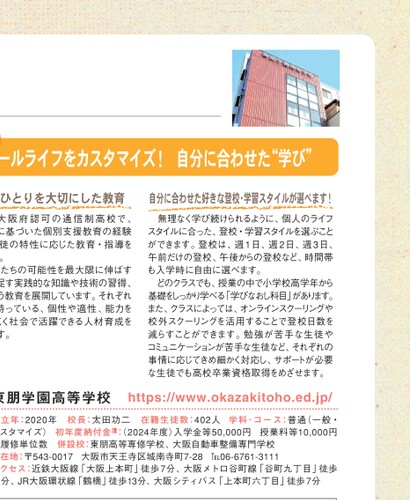 ールライフをカスタマイズ! 自分に合わせた“学び”
ひとりを大切にした教育
大阪府認可の通信制高校で、
に基づいた個別支援教育の経験
徒の特性に応じた教育・指導を
たちの可能性を最大限に伸ばす
促す実践的な知識や技術の習得、
う教育を展開しています。それぞれ
持っている、個性や適性、能力を
く社会で活躍できる人材育成を
す。
自分に合わせた好きな登校・学習スタイルが選べます!
無理なく学び続けられるように、個人のライフ
スタイルに合った、登校・学習スタイルを選ぶこと
ができます。登校は、週1日、週2日、週3日、
午前だけの登校、午後からの登校など、時間帯
も入学時に自由に選べます。
どのクラスでも、授業の中で小学校高学年から
基礎をしっかり学べる「学びなおし科目」があります。
また、クラスによっては、オンラインスクーリングや
校外スクーリングを活用することで登校日数を
減らすことができます。勉強が苦手な生徒や
コミュニケーションが苦手な生徒など、それぞれの
事情に応じてきめ細かく対応し、サポートが必要
な生徒でも高校卒業資格取得をめざせます。
東朋学園高等学校 https://www.okazakitoho.ed.jp/
立年:2020年 校長:太田功二 在籍生徒数:402人 学科・コース:普通(一般・
スタマイズ) 初年度納付金:(2024年度)入学金等50,000円 授業料等10,000円
履修単位数 併設校:東朋高等専修学校、大阪自動車整備専門学校
在地:〒543-0017 大阪市天王寺区城南寺町7-28 TEL06-6761-3111
クセス:近鉄大阪線「大阪上本町」徒歩7分、大阪メトロ谷町線「谷町九丁目」徒歩
分、JR大阪環状線「鶴橋」徒歩13分、大阪シティバス「上本町六丁目」徒歩7分